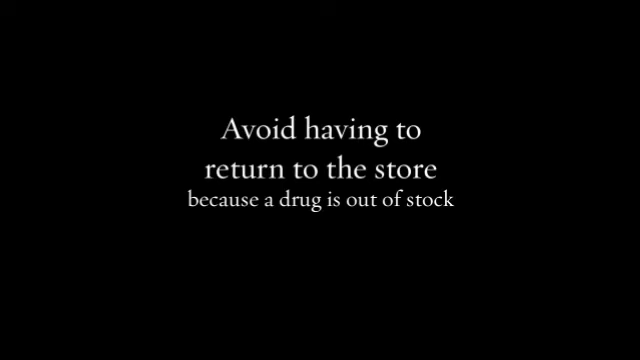 Avoid having to
return to the store
because a drug is out of stock